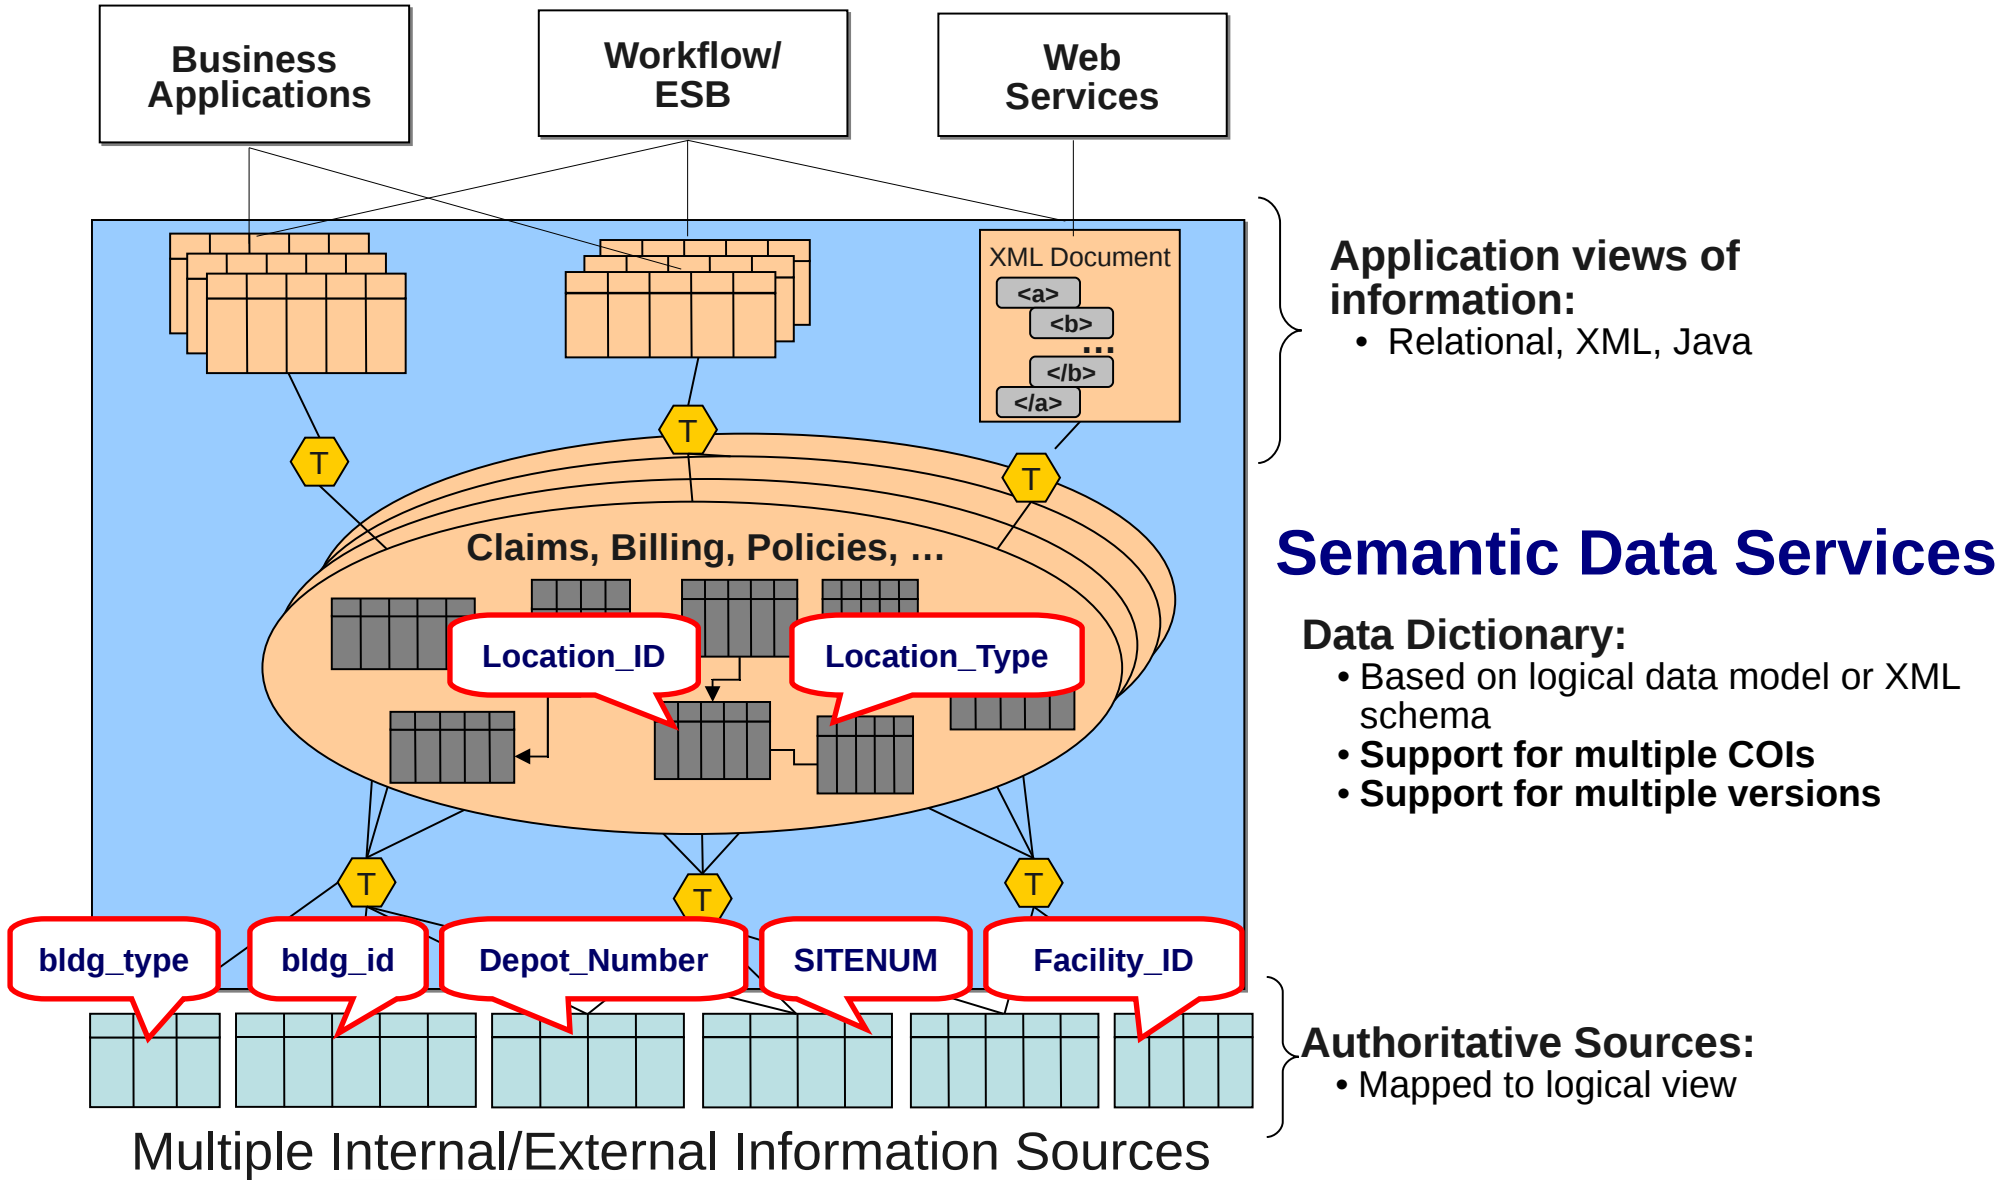 Business
Applications
Workflow/
ESB
Web
Services
XML Document
<a>
<b>
...
</b>
</a>
Application views of
information:
• Relational, XML, Java
T
T
T
Claims, Billing, Policies, …
Semantic Data Services
Location_ID
Location_Type
Data Dictionary:
• Based on logical data model or XML
schema
• Support for multiple COIs
• Support for multiple versions
T
T
T
bldg_type
bldg_id
Depot_Number
SITENUM
Facility_ID
Authoritative Sources:
• Mapped to logical view
Multiple Internal/External Information Sources